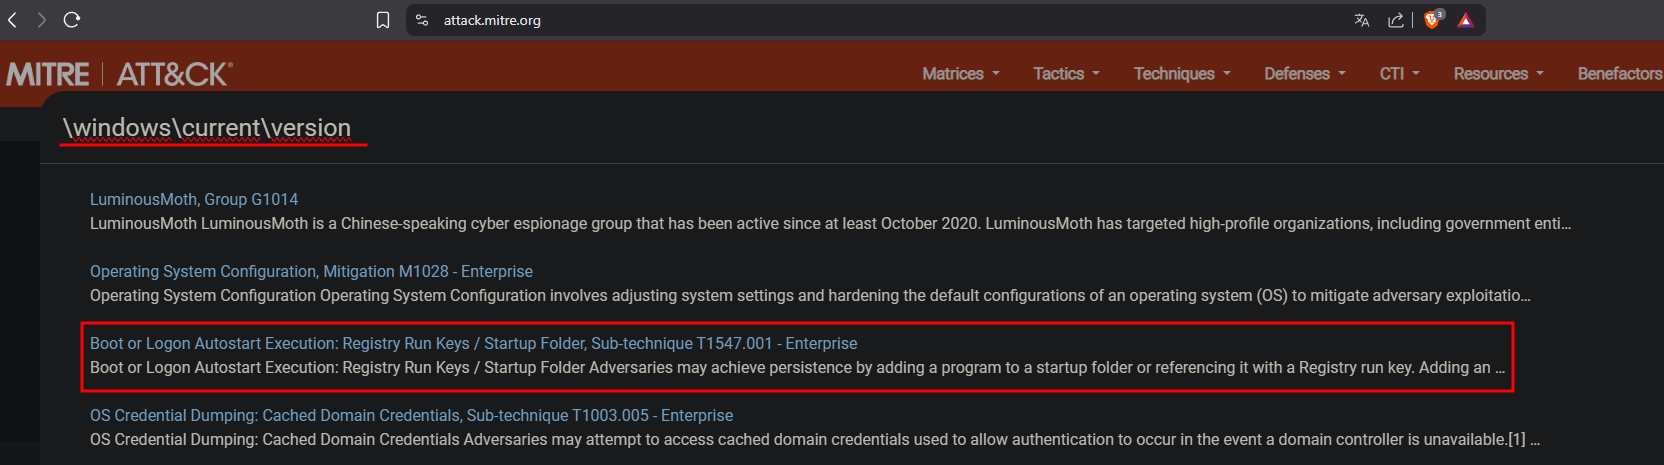 attack.mitre.org
3
MITRE | ATT&CK®
Matrices Tactics Techniques Defenses CTI Resources Benefactors
\windows\current\version
LuminousMoth, Group G1014
LuminousMoth LuminousMoth is a Chinese-speaking cyber espionage group that has been active since at least October 2020. LuminousMoth has targeted high-profile organizations, including government enti...
Operating System Configuration, Mitigation M1028 - Enterprise
Operating System Configuration Operating System Configuration involves adjusting system settings and hardening the default configurations of an operating system (OS) to mitigate adversary exploitatio...
Boot or Logon Autostart Execution: Registry Run Keys / Startup Folder, Sub-technique T1547.001 - Enterprise
Boot or Logon Autostart Execution: Registry Run Keys / Startup Folder Adversaries may achieve persistence by adding a program to a startup folder or referencing it with a Registry run key. Adding an ...
OS Credential Dumping: Cached Domain Credentials, Sub-technique T1003.005 - Enterprise
OS Credential Dumping: Cached Domain Credentials Adversaries may attempt to access cached domain credentials used to allow authentication to occur in the event a domain controller is unavailable.[1] ...